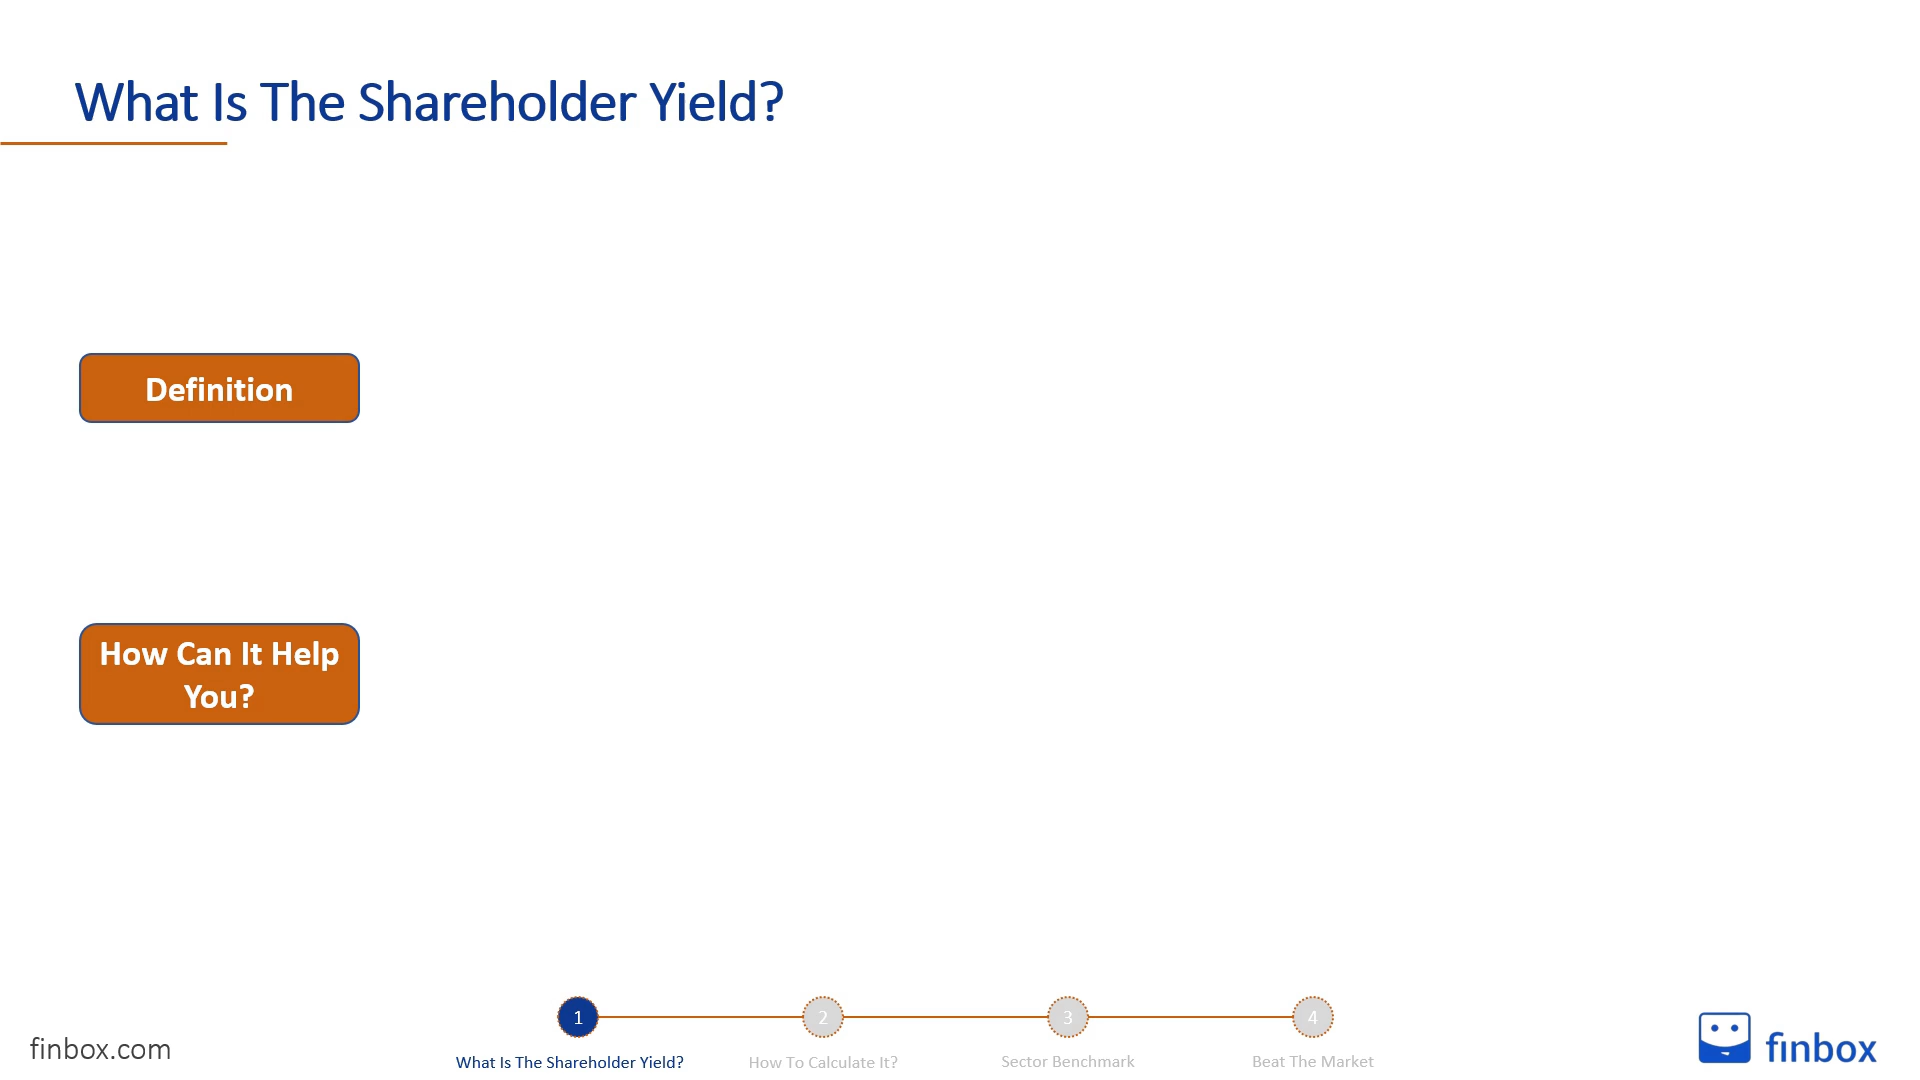 What Is The Shareholder Yield?
Definition
How Can It Help
You?
1
2
3
4
What Is The Shareholder Yield?
How To Calculate It?
Sector Benchmark
Beat The Market
finbox.com
finbox